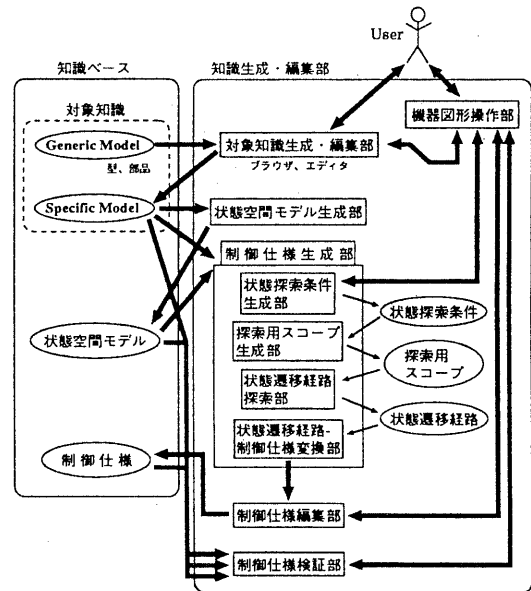 User
知識ベース
知識生成・編集部
対象知識
機器図形操作部
Generic Model
型、部品
対象知識生成・編集部
ブラウザ、エディタ
Specific Model
状態空間モデル生成部
制御仕様生成部
状態探索条件
生成部
状態探索条件
状態空間モデル
探索用スコープ
生成部
探索用
スコープ
状態遷移経路
探索部
状態遷移経路
状態遷移経路-
制御仕様変換部
制御仕様
制御仕様編集部
制御仕様検証部